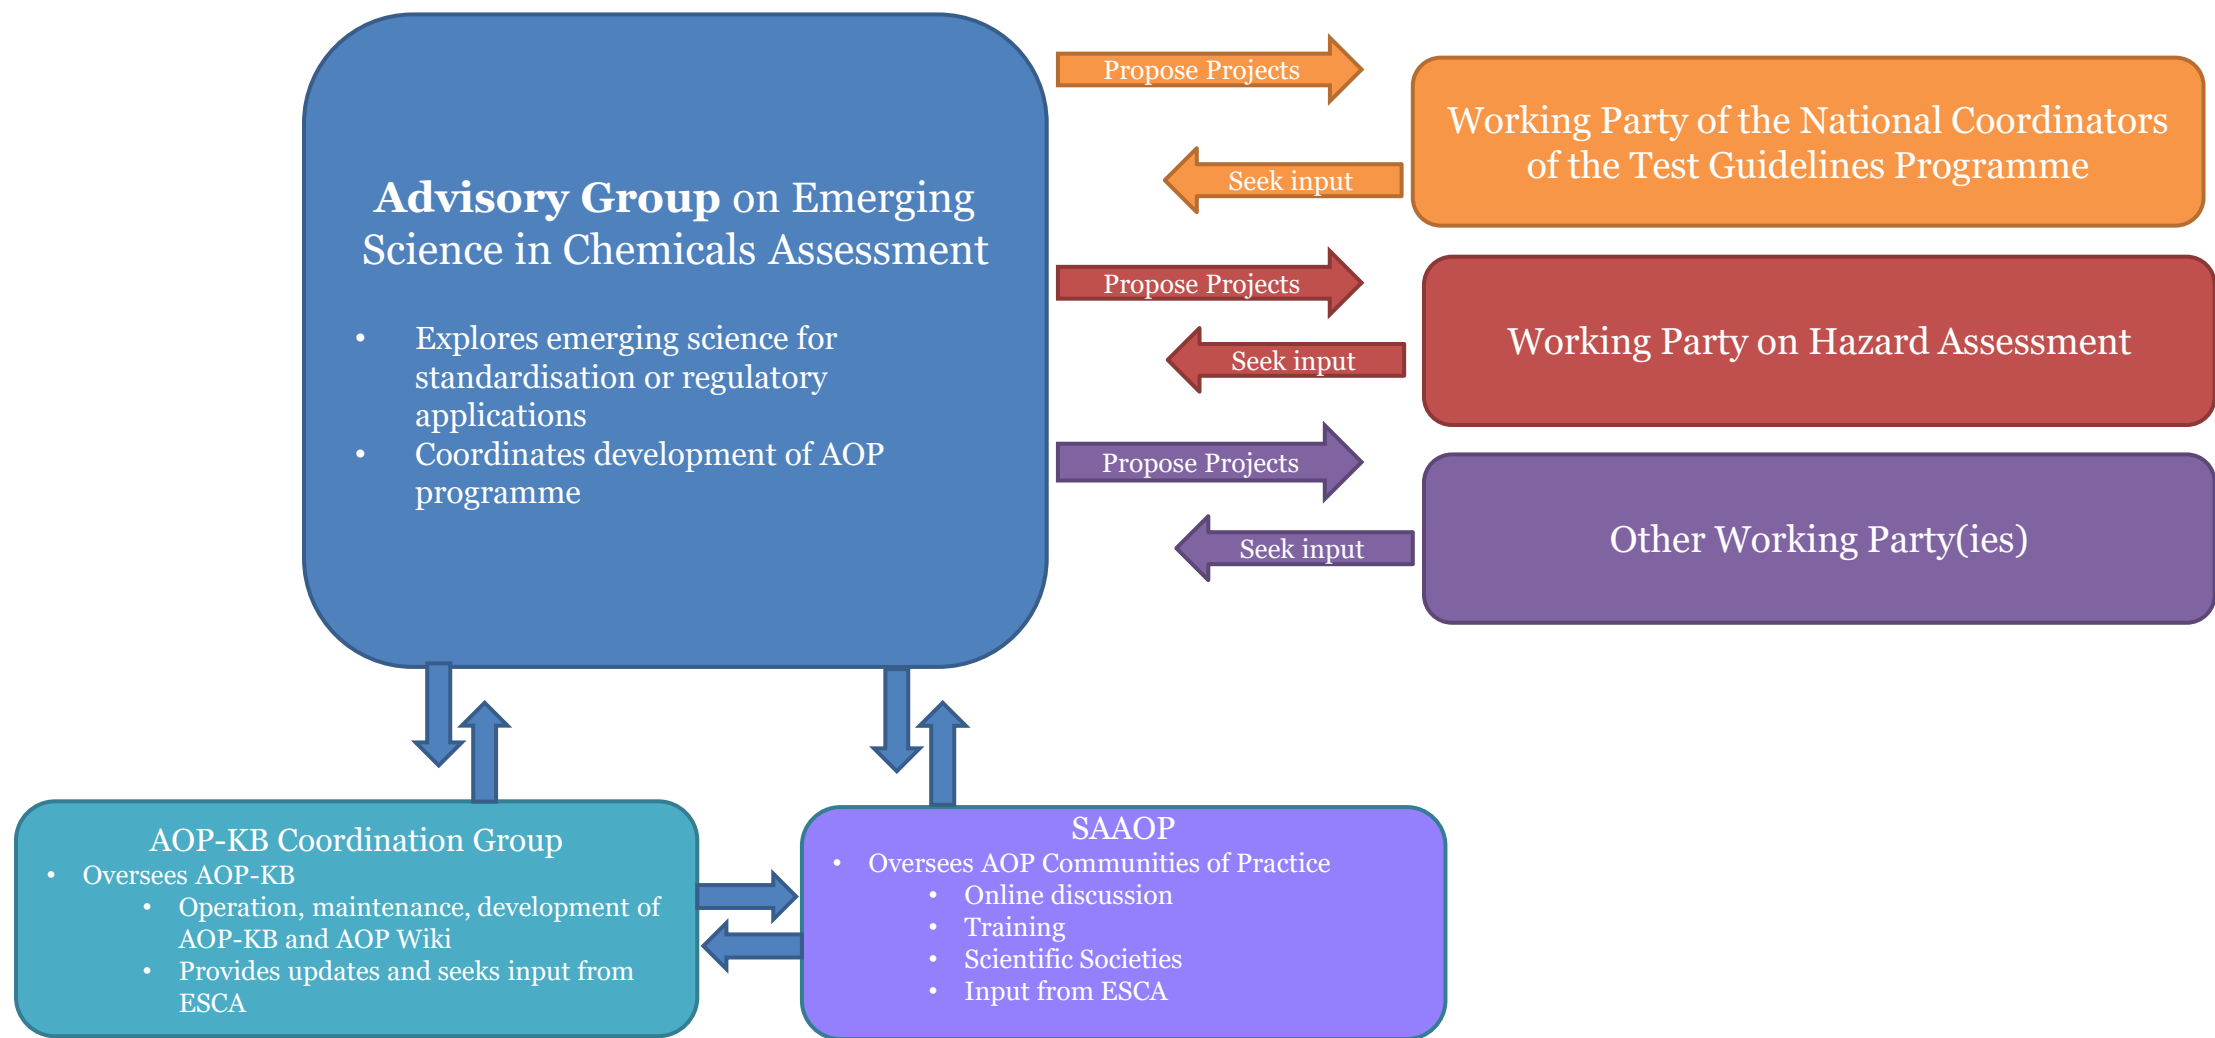 Advisory Group on Emerging
Science in Chemicals Assessment
• Explores emerging science for
standardisation or regulatory
applications
• Coordinates development of AOP
programme
Propose Projects
Seek input
Working Party of the National Coordinators
of the Test Guidelines Programme
Propose Projects
Seek input
Working Party on Hazard Assessment
Propose Projects
Seek input
Other Working Party(ies)
AOP-KB Coordination Group
• Oversees AOP-KB
• Operation, maintenance, development of
AOP-KB and AOP Wiki
• Provides updates and seeks input from
ESCA
SAAOP
• Oversees AOP Communities of Practice
• Online discussion
• Training
• Scientific Societies
• Input from ESCA